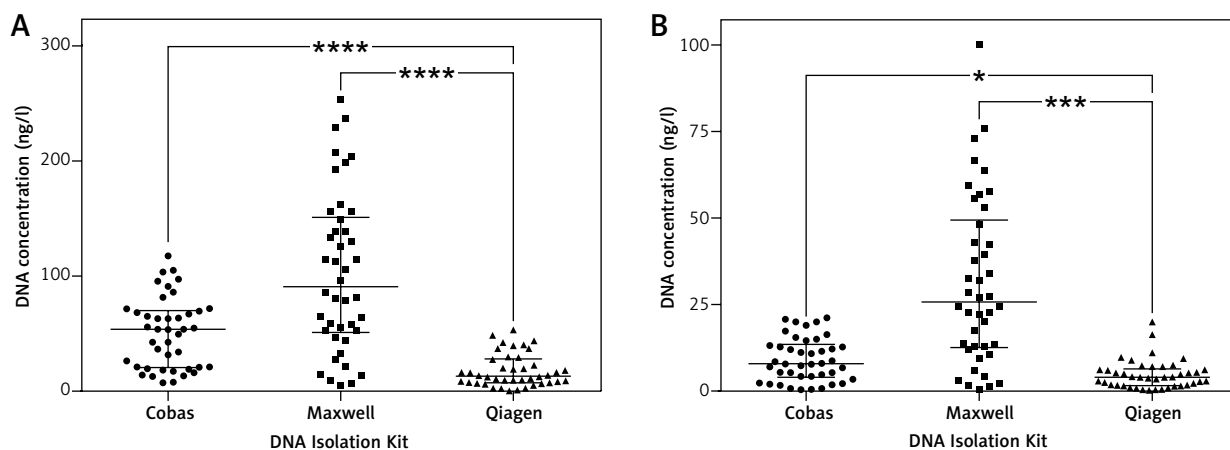 A
DNA concentration (ng/l)
300
200
100
0
****
****
Cobas
Maxwell
Qiagen
DNA Isolation Kit
B
DNA concentration (ng/l)
100
75
50
25
0
*
***
Cobas
Maxwell
Qiagen
DNA Isolation Kit